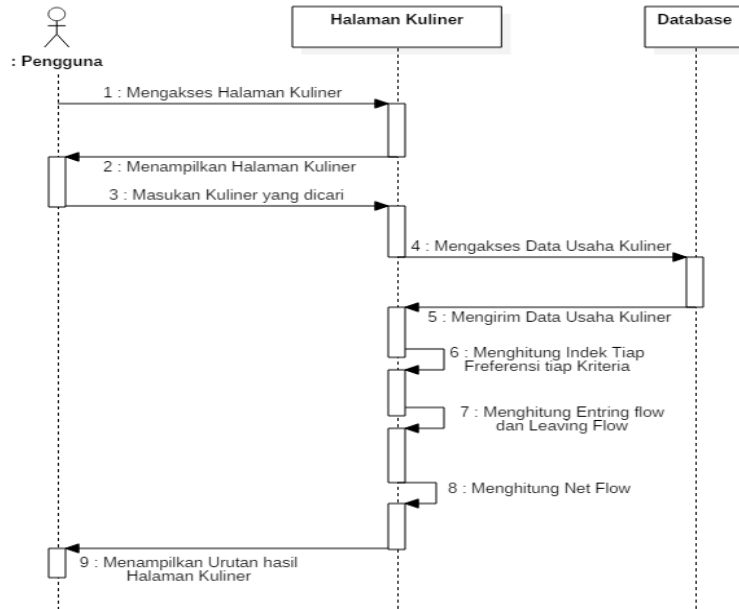 Halaman Kuliner
Database
: Pengguna
1 : Mengakses Halaman Kuliner
2 : Menampilkan Halaman Kuliner
3 : Masukan Kuliner yang dicari
4 : Mengakses Data Usaha Kuliner
5 : Mengirim Data Usaha Kuliner
6 : Menghitung Indek Tiap
Freferensi tiap Kriteria
7 : Menghitung Entring flow
dan Leaving Flow
8 : Menghitung Net Flow
9 : Menampilkan Urutan hasil
Halaman Kuliner